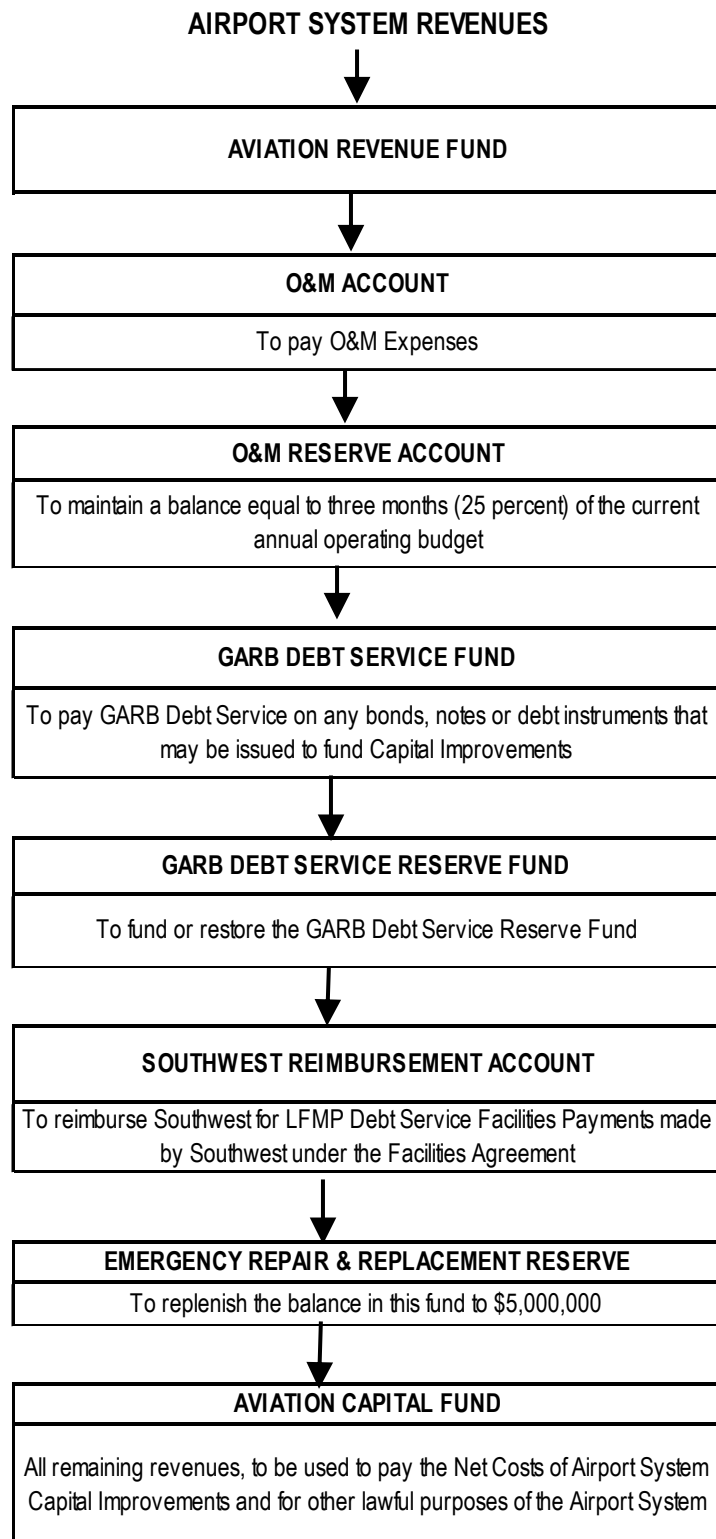 AIRPORT SYSTEM REVENUES
AVIATION REVENUE FUND
O&M ACCOUNT
To pay O&M Expenses
O&M RESERVE ACCOUNT
To maintain a balance equal to three months (25 percent) of the current
annual operating budget
GARB DEBT SERVICE FUND
To pay GARB Debt Service on any bonds, notes or debt instruments that
may be issued to fund Capital Improvements
GARB DEBT SERVICE RESERVE FUND
To fund or restore the GARB Debt Service Reserve Fund
SOUTHWEST REIMBURSEMENT ACCOUNT
To reimburse Southwest for LFMP Debt Service Facilities Payments made
by Southwest under the Facilities Agreement
EMERGENCY REPAIR & REPLACEMENT RESERVE
To replenish the balance in this fund to $5,000,000
AVIATION CAPITAL FUND
All remaining revenues, to be used to pay the Net Costs of Airport System
Capital Improvements and for other lawful purposes of the Airport System